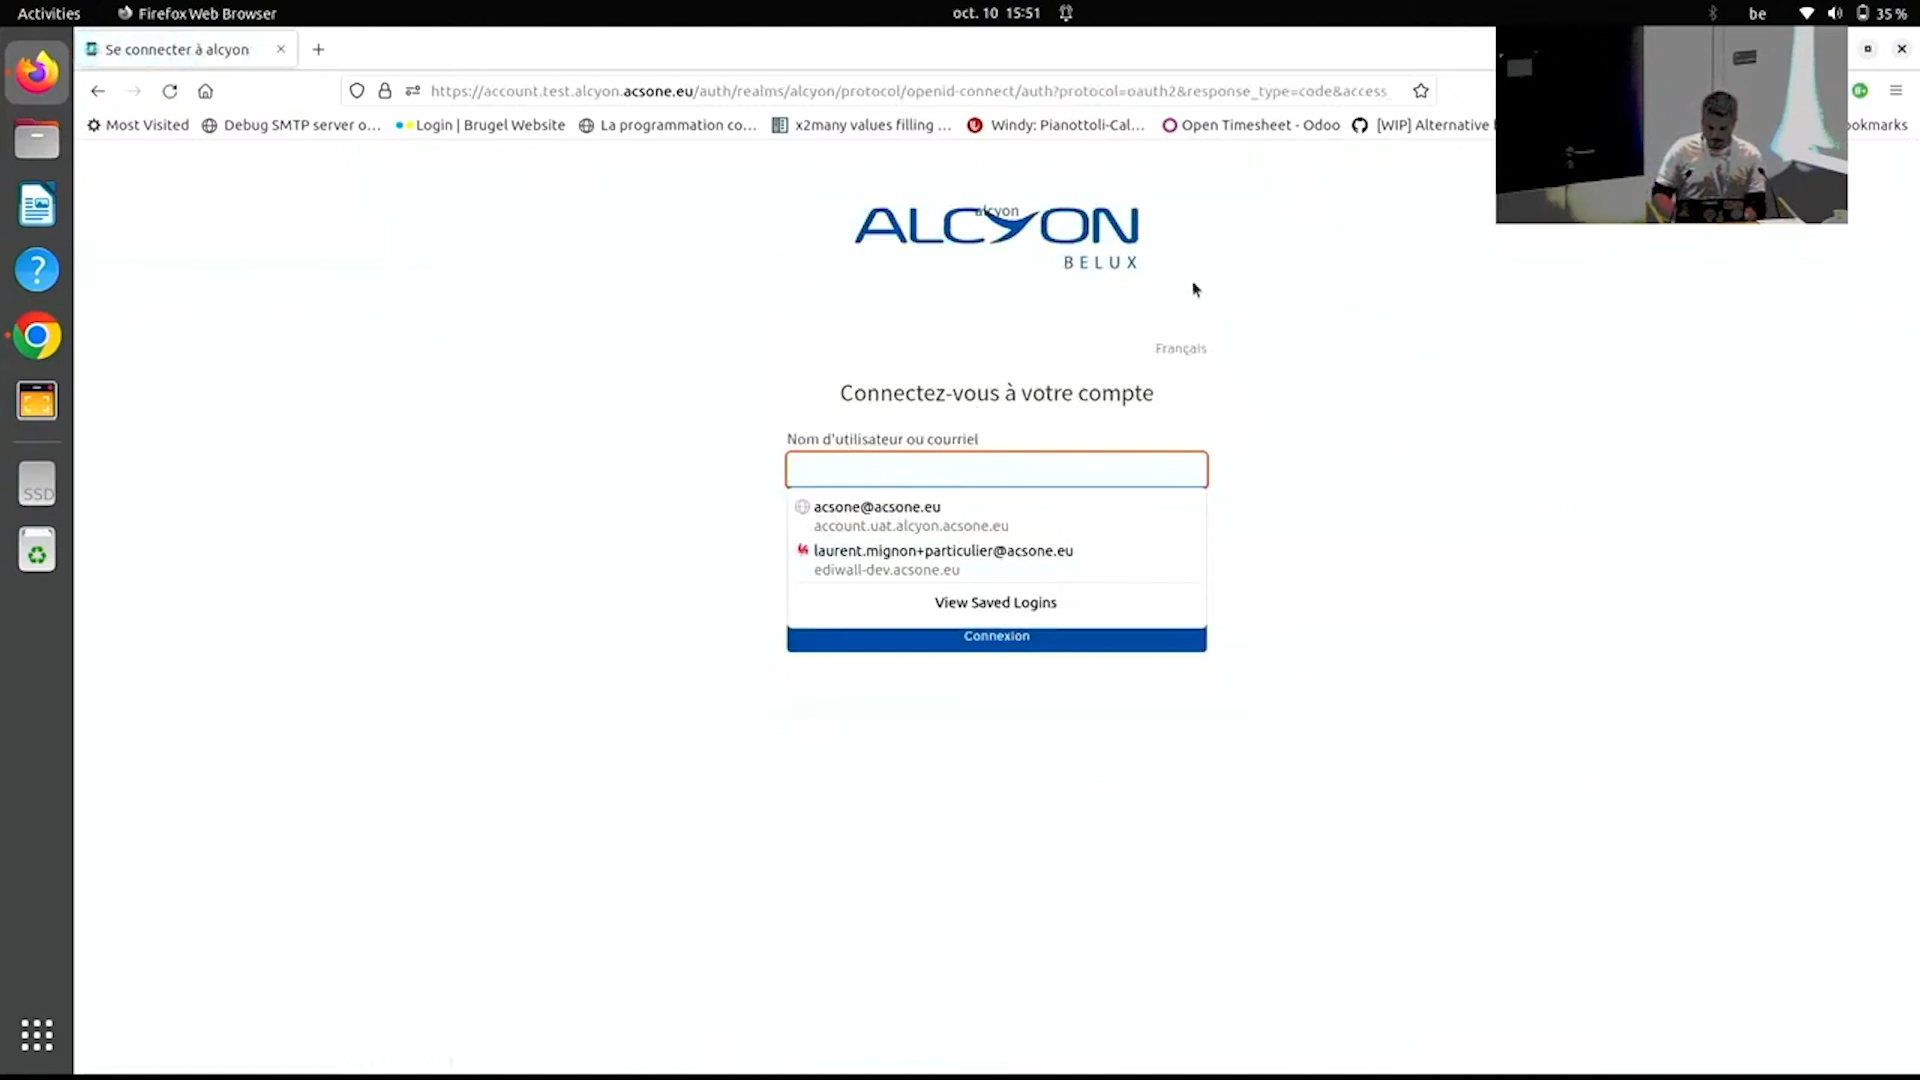 Activities Firefox Web Browser oct. 10 15:51 be 35 %
Se connecter à alcyon
https://account.test.alcyon.acsone.eu/auth/realms/alcyon/protocol/openid-connect/auth?protocol=oauth2&response_type=code&access_
Most Visited Debug SMTP server o... Login | Brugel Website La programmation co... x2many values filling ... Windy: Pianottoli-Cal... Open Timesheet - Odoo [WIP] Alternative ookmarks
alcyon
ALCYON
BELUX
Français
Connectez-vous à votre compte
Nom d'utilisateur ou courriel
acsone@acsone.eu
account.uat.alcyon.acsone.eu
laurent.mignon+particulier@acsone.eu
ediwall-dev.acsone.eu
View Saved Logins
Connexion
SSD